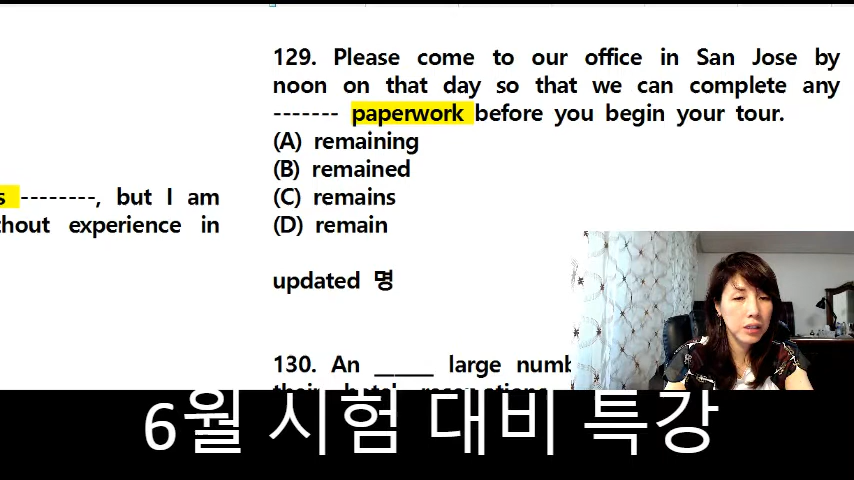 129. Please come to our office in San Jose by
noon on that day so that we can complete any
------- paperwork before you begin your tour.
(A) remaining
(B) remained
(C) remains
(D) remain
--------, but I am
experience in
updated 명
130. An _____ large
6월 시험 대비 특강